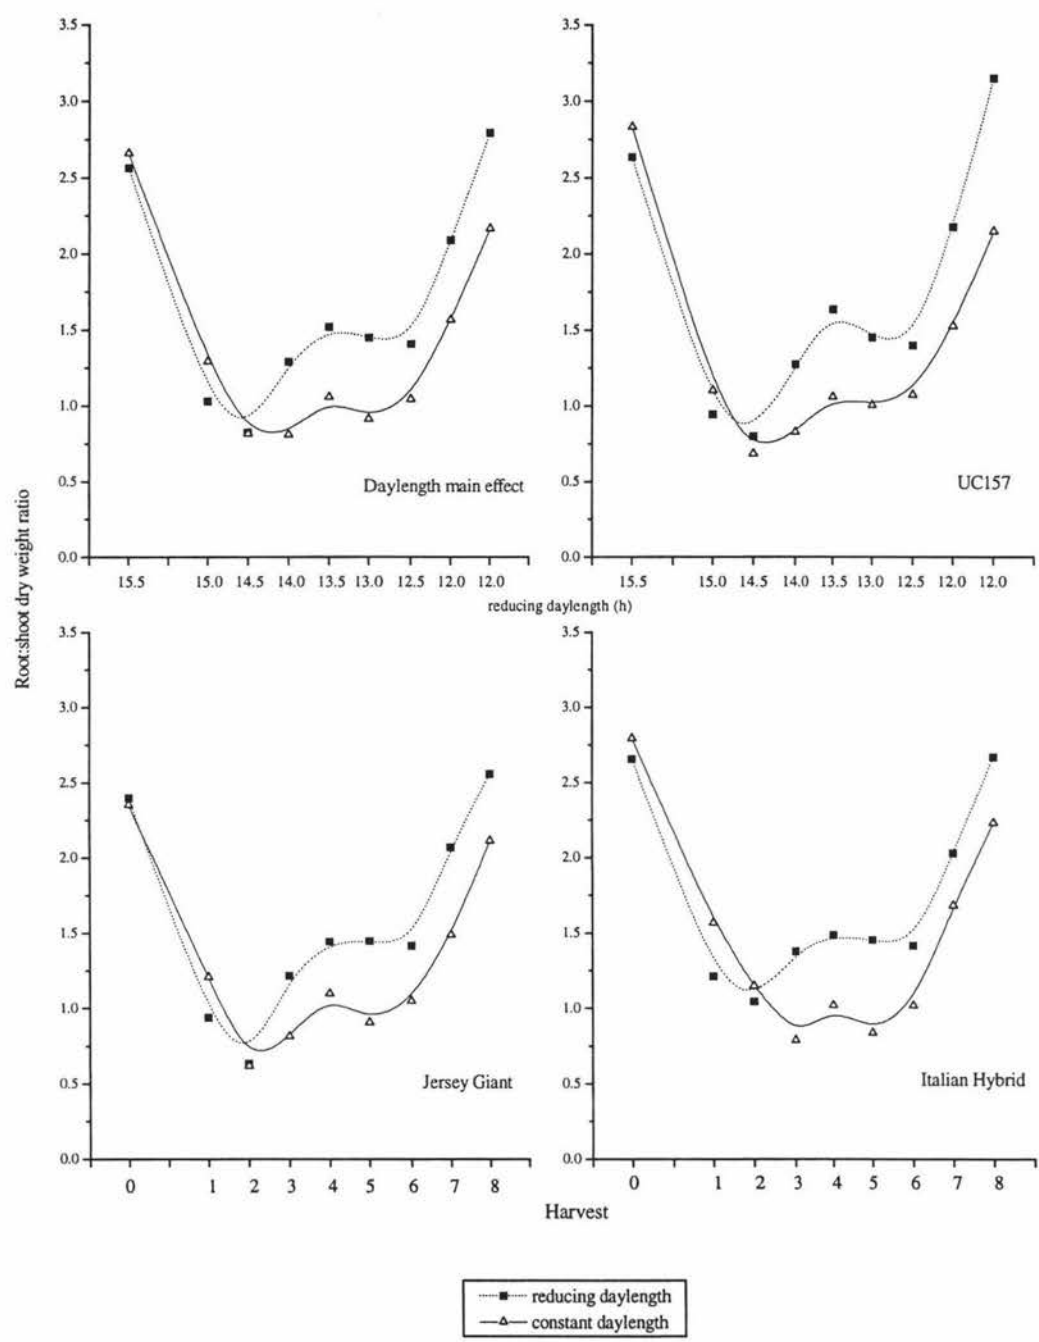 3.5
3.0
2.5
2.0
1.5
1.0
0.5
0.0
Daylength main effect
15.5 15.0 14.5 14.0 13.5 13.0 12.5 12.0 12.0
3.5
3.0
2.5
2.0
1.5
1.0
0.5
0.0
UC157
15.5 15.0 14.5 14.0 13.5 13.0 12.5 12.0 12.0
reducing daylength (h)
Root:shoot dry weight ratio
3.5
3.0
2.5
2.0
1.5
1.0
0.5
0.0
Jersey Giant
0 1 2 3 4 5 6 7 8
3.5
3.0
2.5
2.0
1.5
1.0
0.5
0.0
Italian Hybrid
0 1 2 3 4 5 6 7 8
Harvest
reducing daylength
constant daylength